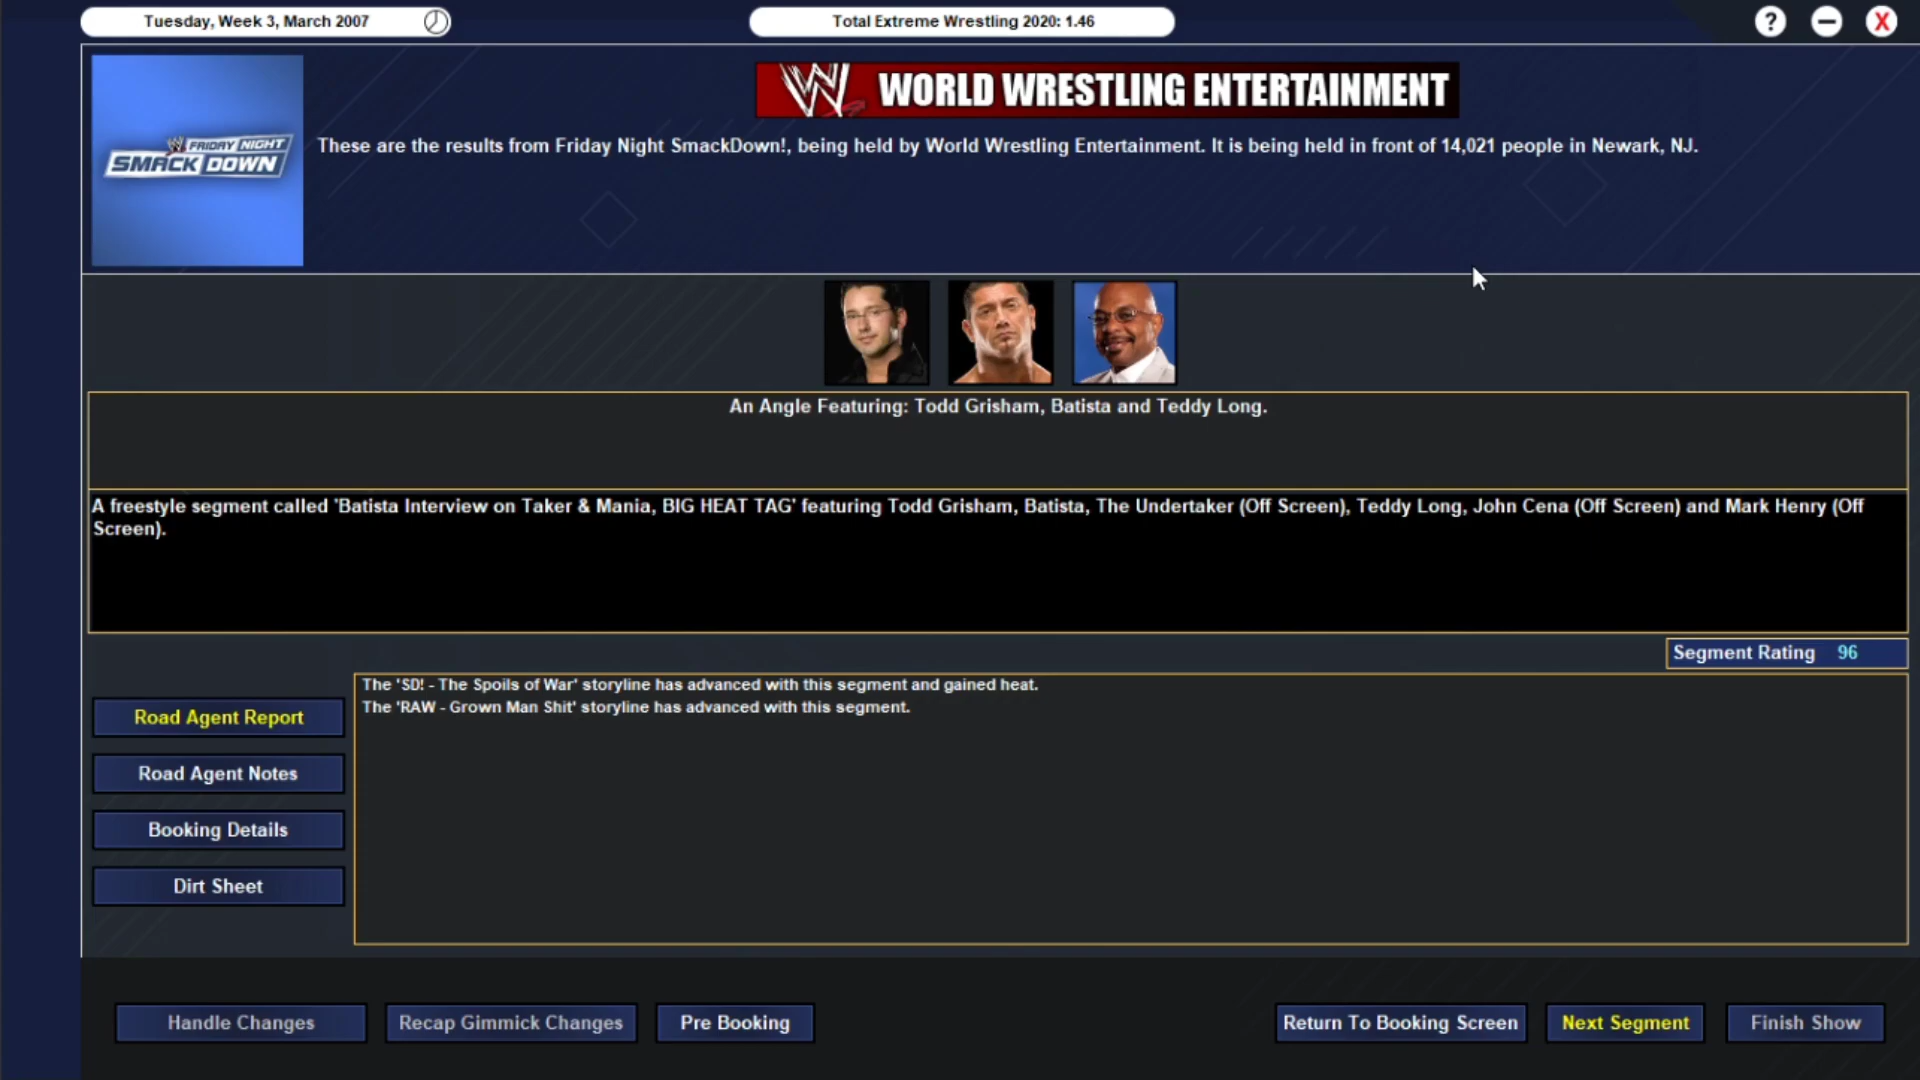 Tuesday, Week 3, March 2007
Total Extreme Wrestling 2020: 1.46
?
X
W WORLD WRESTLING ENTERTAINMENT
FRIDAY NIGHT
SMACK DOWN
These are the results from Friday Night SmackDown!, being held by World Wrestling Entertainment. It is being held in front of 14,021 people in Newark, NJ.
An Angle Featuring: Todd Grisham, Batista and Teddy Long.
A freestyle segment called 'Batista Interview on Taker & Mania, BIG HEAT TAG' featuring Todd Grisham, Batista, The Undertaker (Off Screen), Teddy Long, John Cena (Off Screen) and Mark Henry (Off
Screen).
Segment Rating 96
The 'SD! - The Spoils of War' storyline has advanced with this segment and gained heat.
The 'RAW - Grown Man Shit' storyline has advanced with this segment.
Road Agent Report
Road Agent Notes
Booking Details
Dirt Sheet
Handle Changes
Recap Gimmick Changes
Pre Booking
Return To Booking Screen
Next Segment
Finish Show